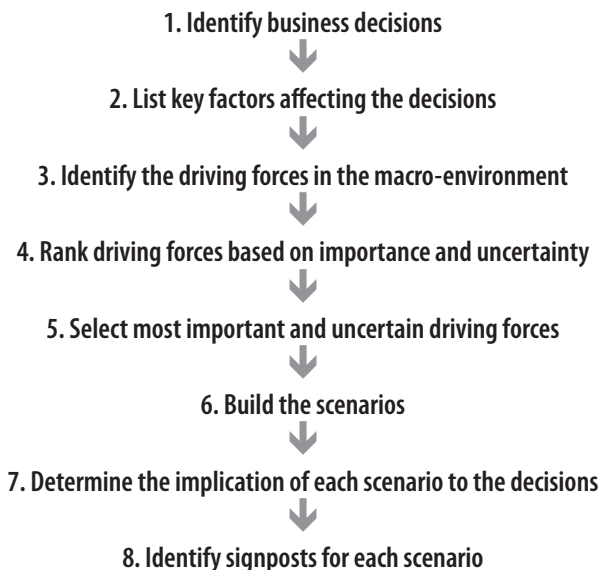 1. Identify business decisions
2. List key factors affecting the decisions
3. Identify the driving forces in the macro-environment
4. Rank driving forces based on importance and uncertainty
5. Select most important and uncertain driving forces
6. Build the scenarios
7. Determine the implication of each scenario to the decisions
8. Identify signposts for each scenario